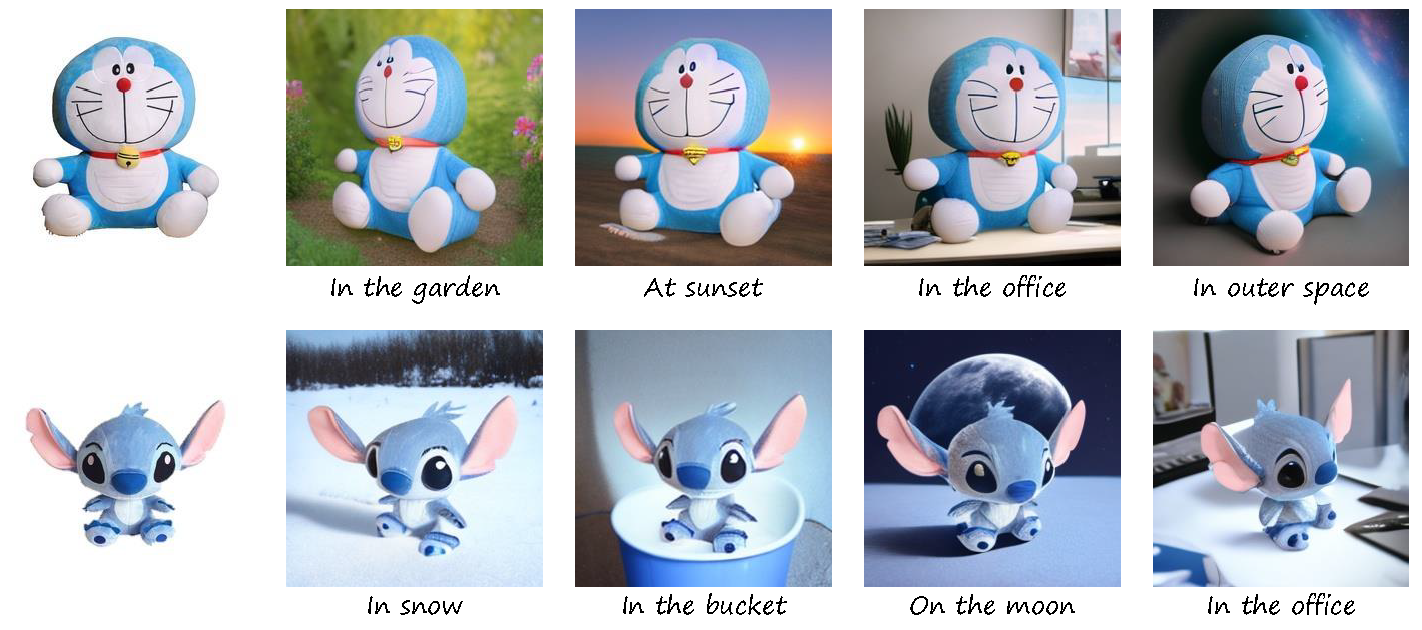 In the garden
At sunset
In the office
In outer space
In snow
In the bucket
On the moon
In the office